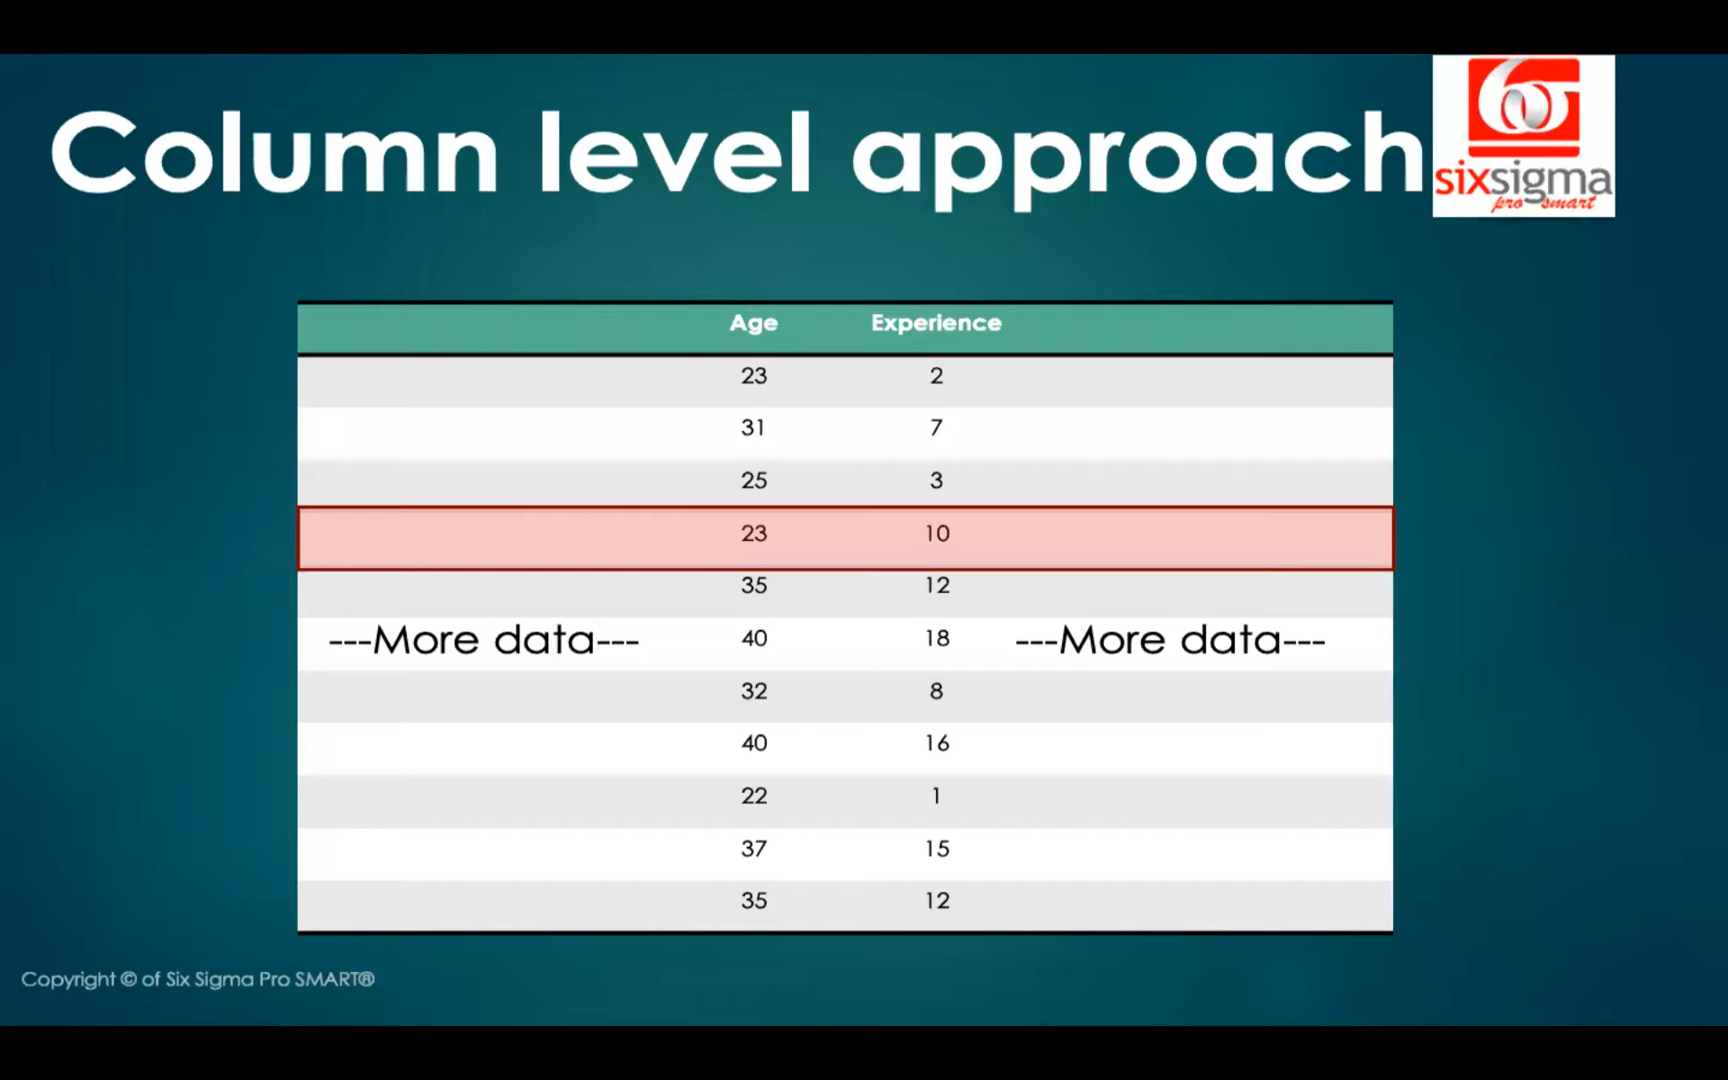 Column level approach
sixsigma
pro smart
Age Experience
23 2
31 7
25 3
23 10
35 12
---More data--- 40 18 ---More data---
32 8
40 16
22 1
37 15
35 12
Copyright © of Six Sigma Pro SMART®